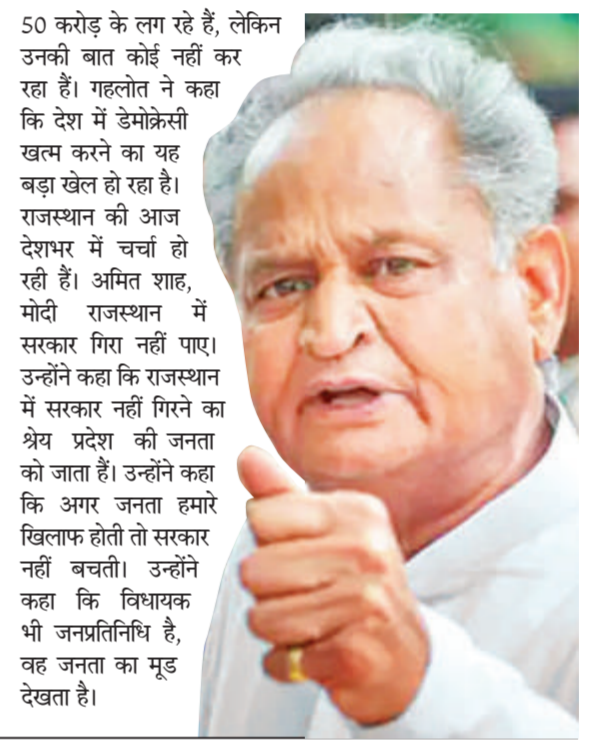 50 करोड़ के लग रहे हैं, लेकिन
उनकी बात कोई नहीं कर
रहा हैं। गहलोत ने कहा
कि देश में डेमोक्रेसी
खत्म करने का यह
बड़ा खेल हो रहा है।
राजस्थान की आज
देशभर में चर्चा हो
रही हैं। अमित शाह,
मोदी राजस्थान में
सरकार गिरा नहीं पाए।
उन्होंने कहा कि राजस्थान
में सरकार नहीं गिरने का
श्रेय प्रदेश की जनता
को जाता हैं। उन्होंने कहा
कि अगर जनता हमारे
खिलाफ होती तो सरकार
नहीं बचती। उन्होंने
कहा कि विधायक
भी जनप्रतिनिधि है,
वह जनता का मूड
देखता है।